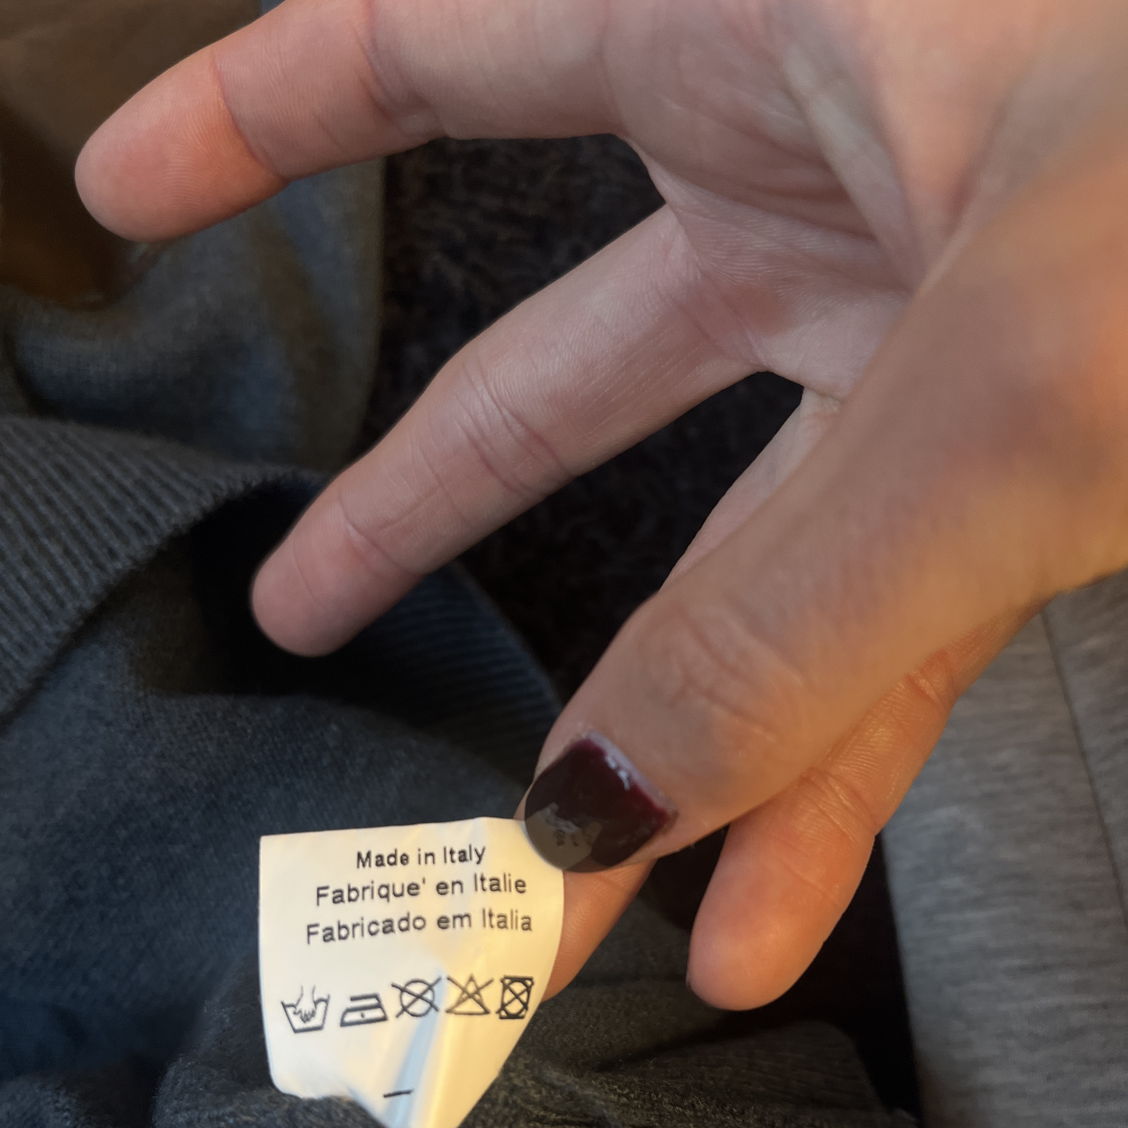 Made in Italy
Fabrique' en Italie
Fabricado em Italia